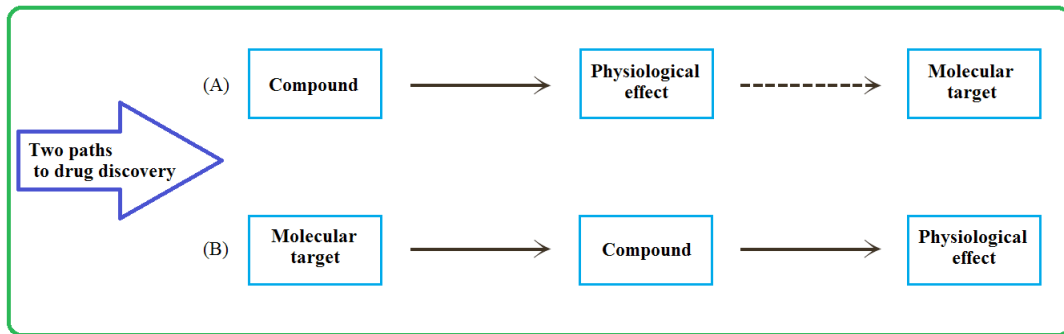 Two paths
to drug discovery
(A)
Compound
Physiological
effect
Molecular
target
(B)
Molecular
target
Compound
Physiological
effect